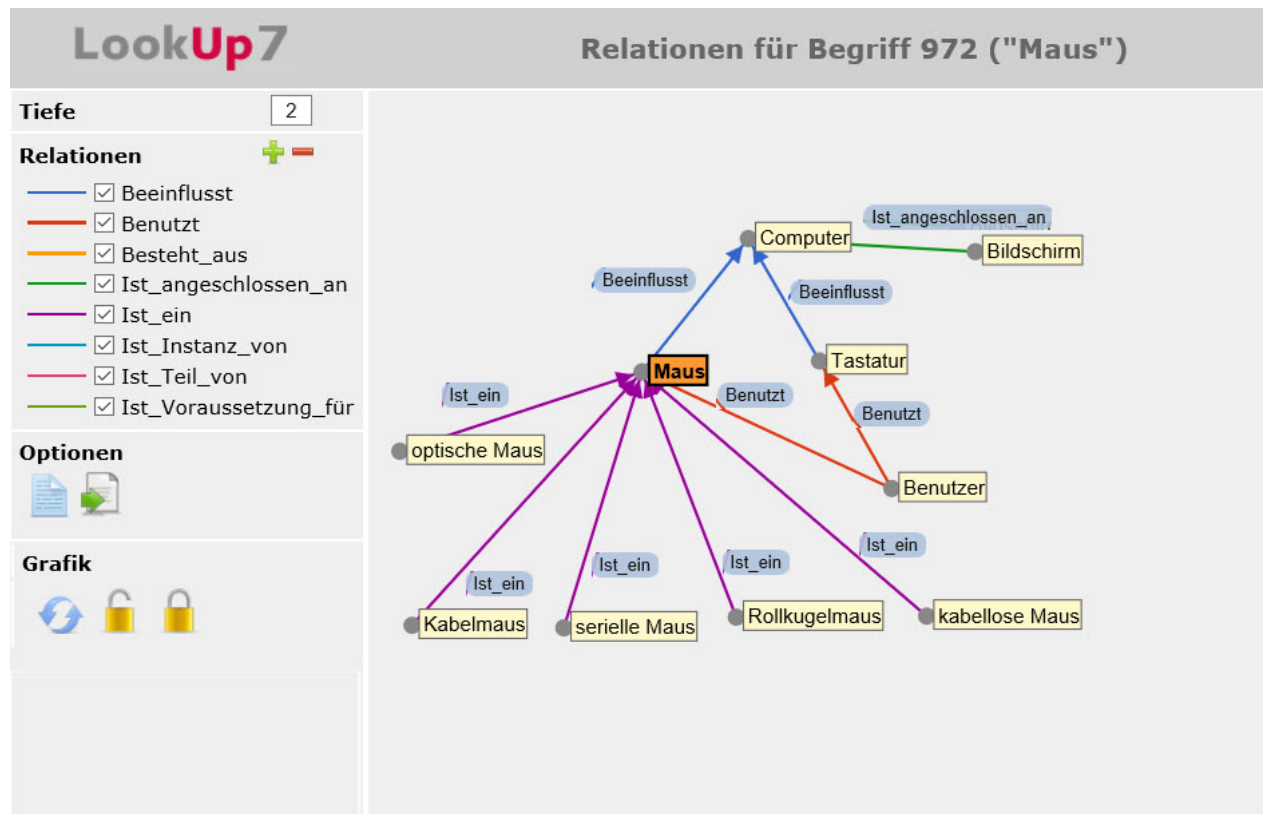 LookUp7
Relationen für Begriff 972 ("Maus")
Tiefe
2
Relationen
Beeinflusst
Benutzt
Besteht_aus
Ist_angeschlossen_an
Ist_ein
Ist_Instanz_von
Ist_Teil_von
Ist_Voraussetzung_für
Optionen
Grafik
Ist_angeschlossen_an
Computer
Bildschirm
Beeinflusst
Beeinflusst
Tastatur
Maus
Ist_ein
Benutzt
Benutzt
optische Maus
Benutzer
Ist_ein
Ist_ein
Ist_ein
Ist_ein
Kabelmaus
serielle Maus
Rollkugelmaus
kabellose Maus